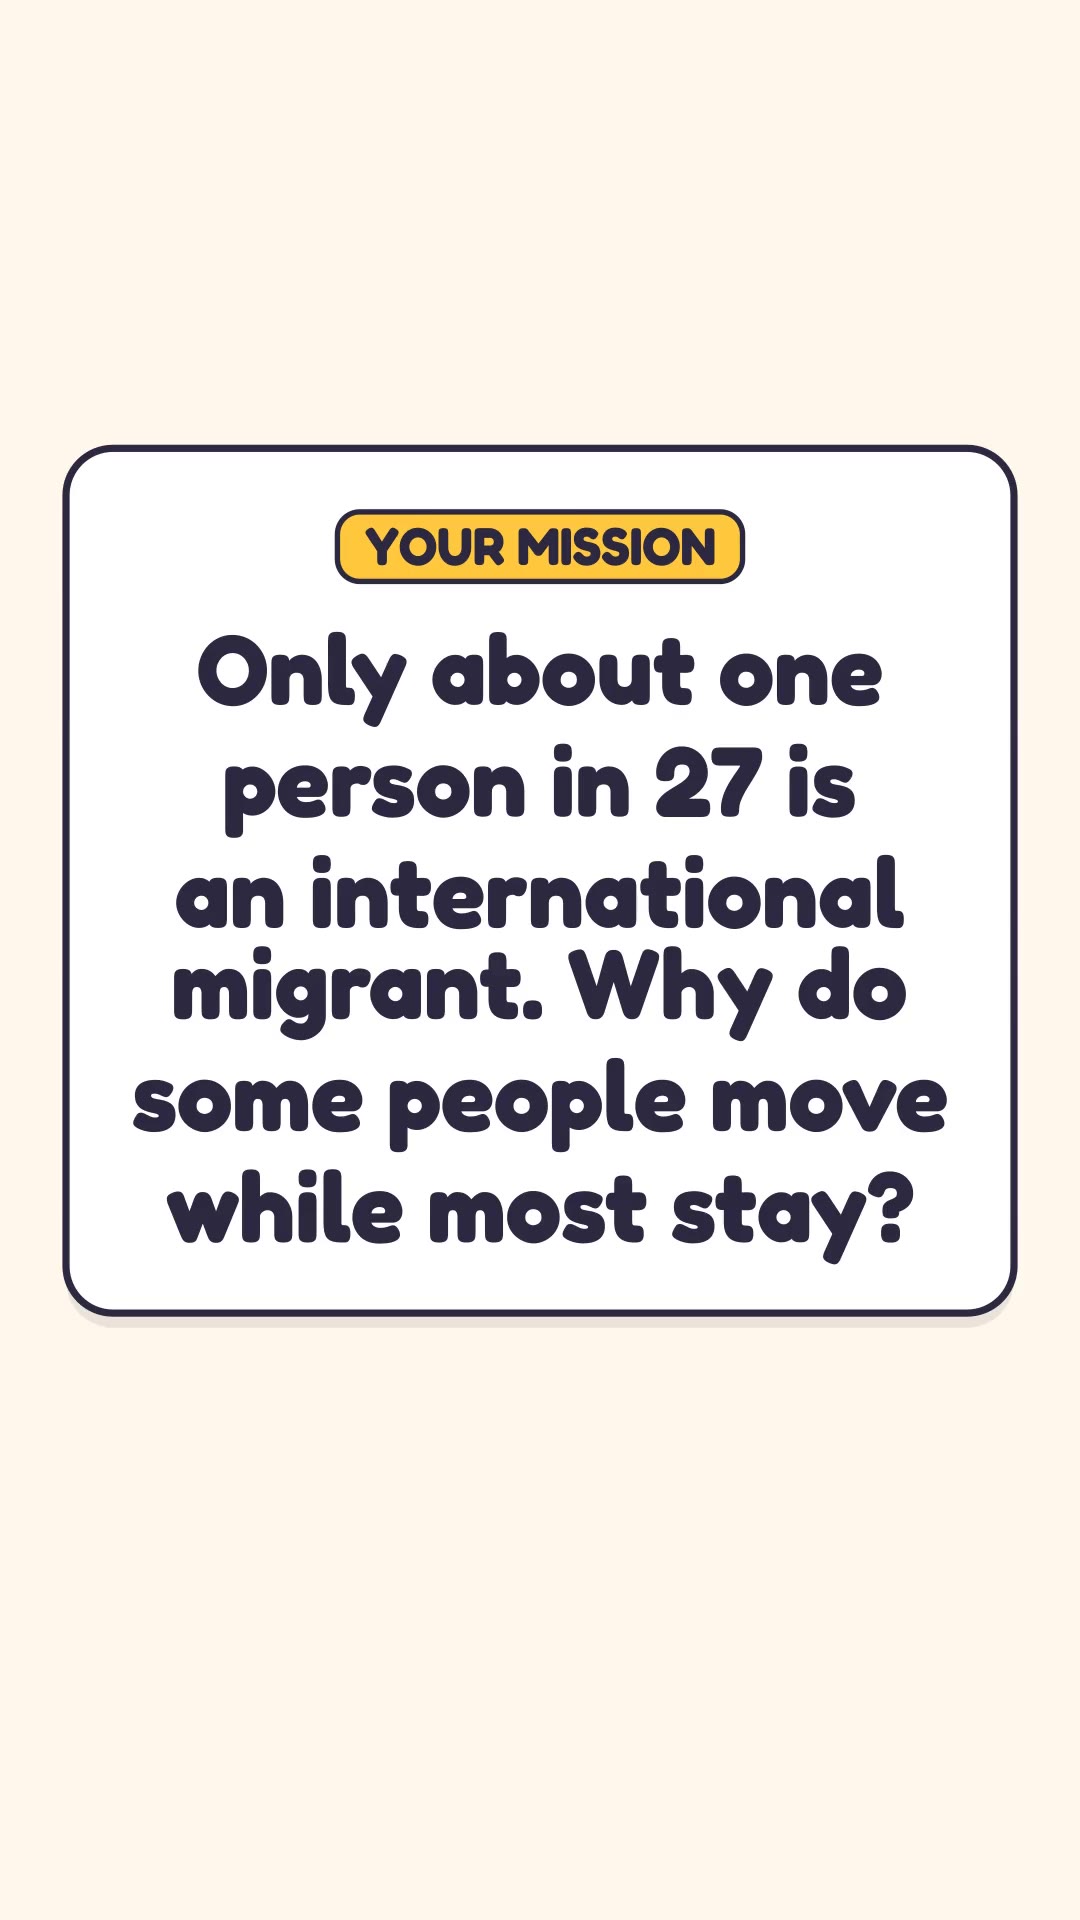 YOUR MISSION
Only about one
person in 27 is
an international
migrant. Why do
some people move
while most stay?